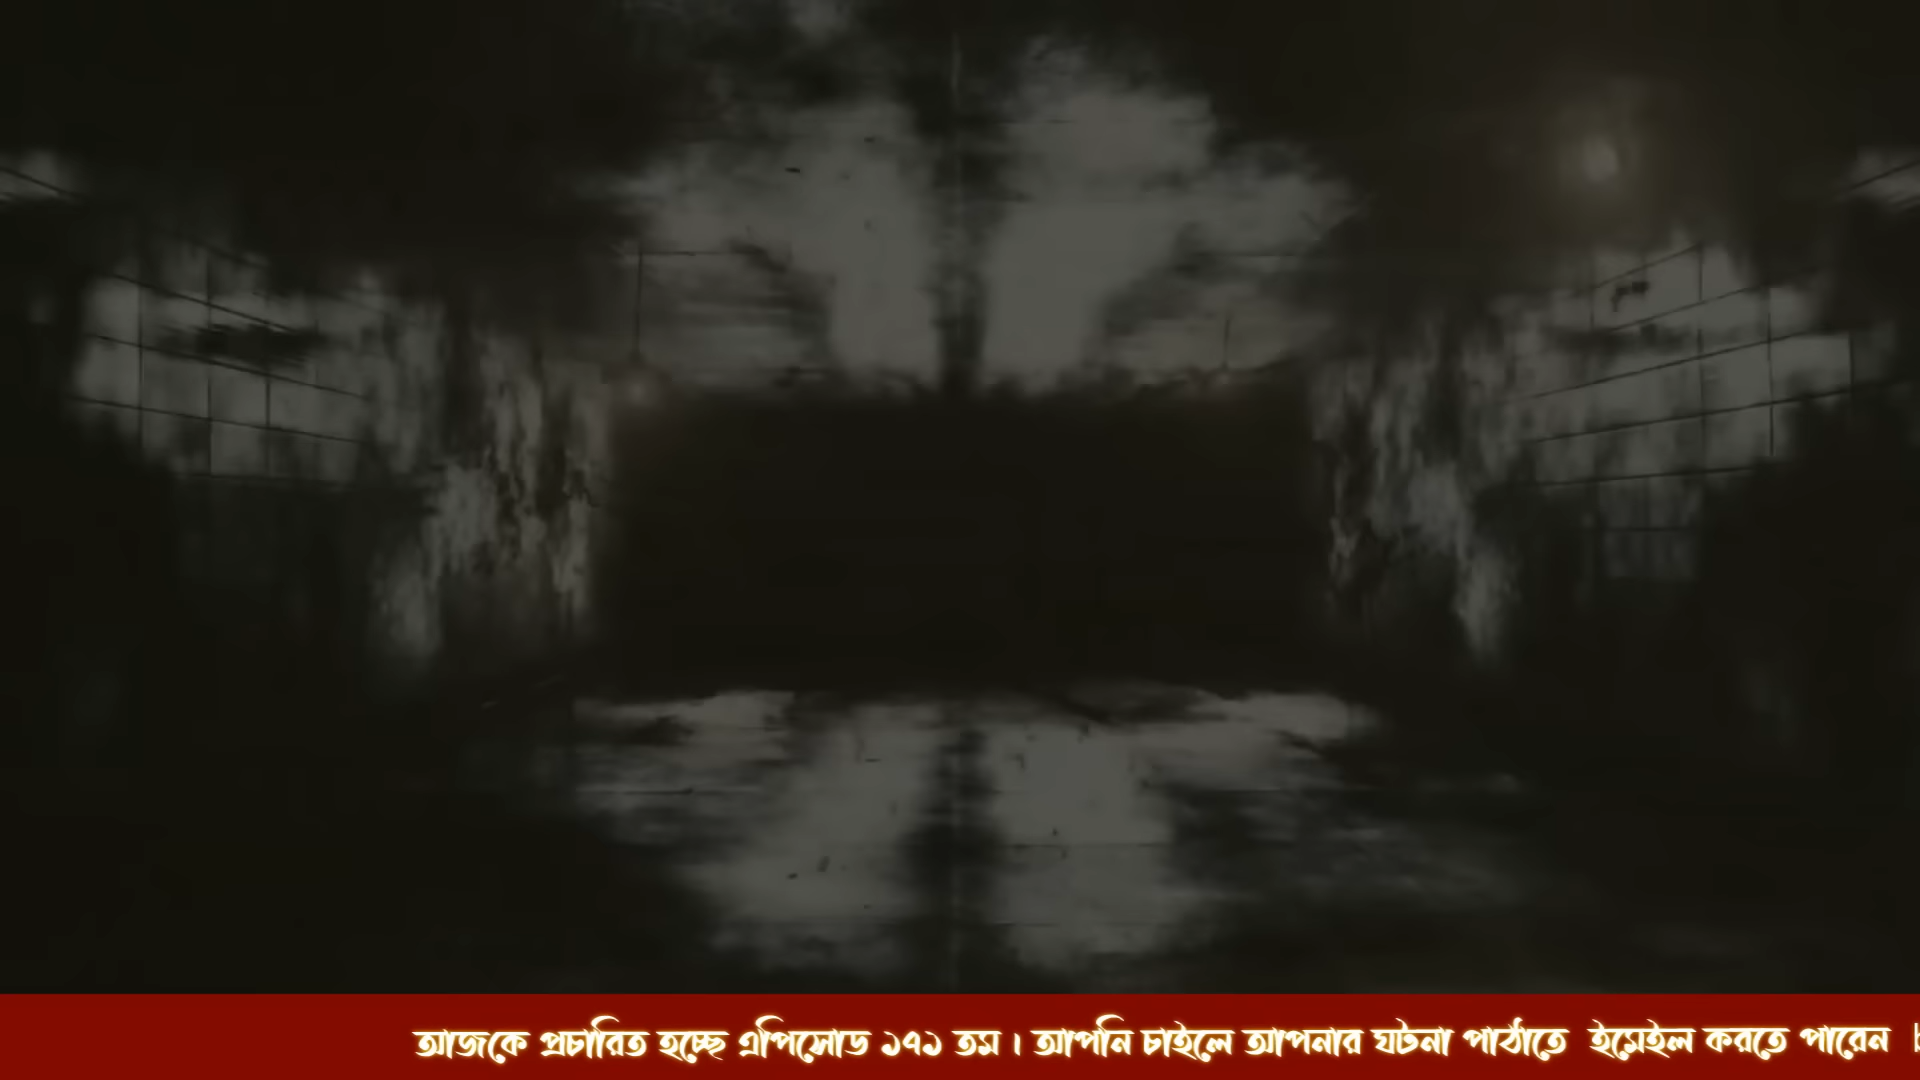 আজকে প্রচারিত হচ্ছে এপিসোড ১৭১ তম । আপনি চাইলে আপনার ঘটনা পাঠাতে ইমেইল করতে পারেন